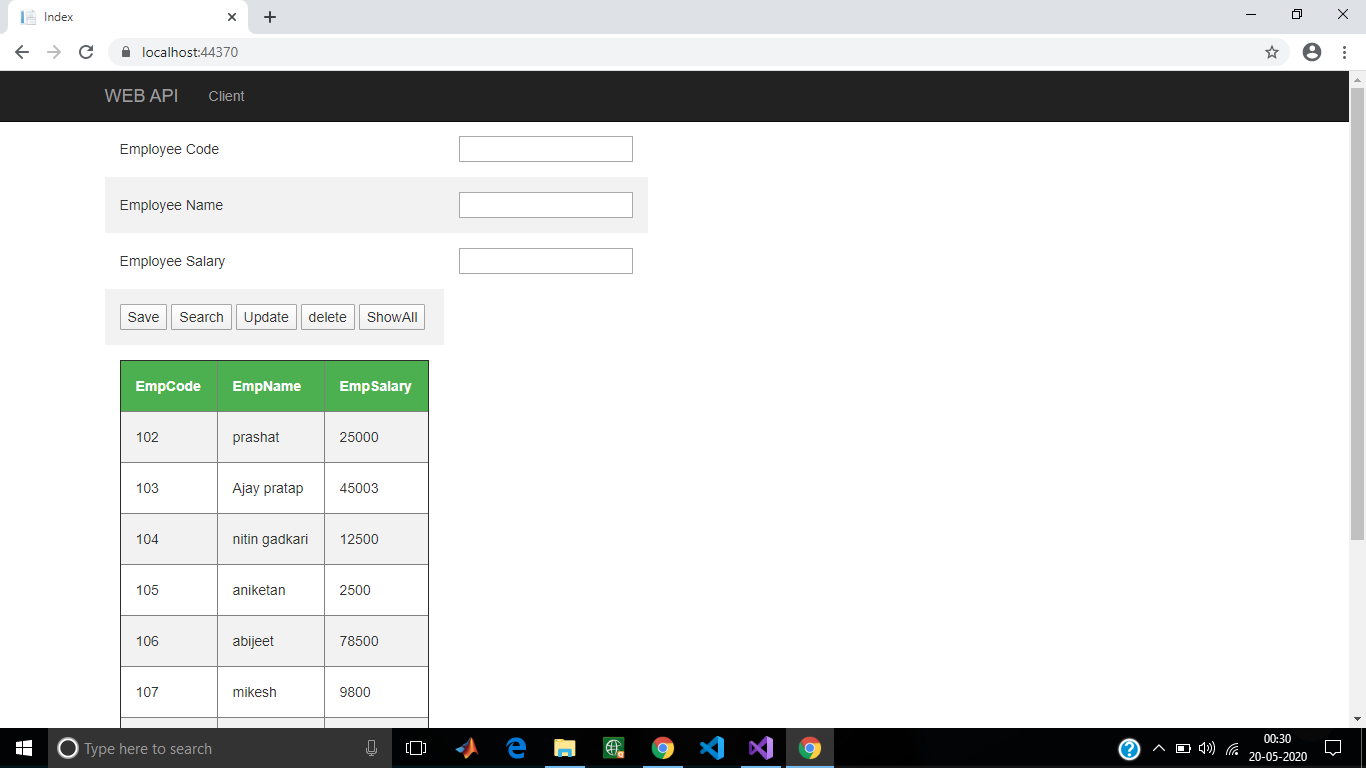 Index
localhost:44370
WEB API Client
Employee Code
Employee Name
Employee Salary
Save Search Update delete ShowAll
EmpCode EmpName EmpSalary
102 prashat 25000
103 Ajay pratap 45003
104 nitin gadkari 12500
105 aniketan 2500
106 abijeet 78500
107 mikesh 9800
Type here to search
00:30
20-05-2020